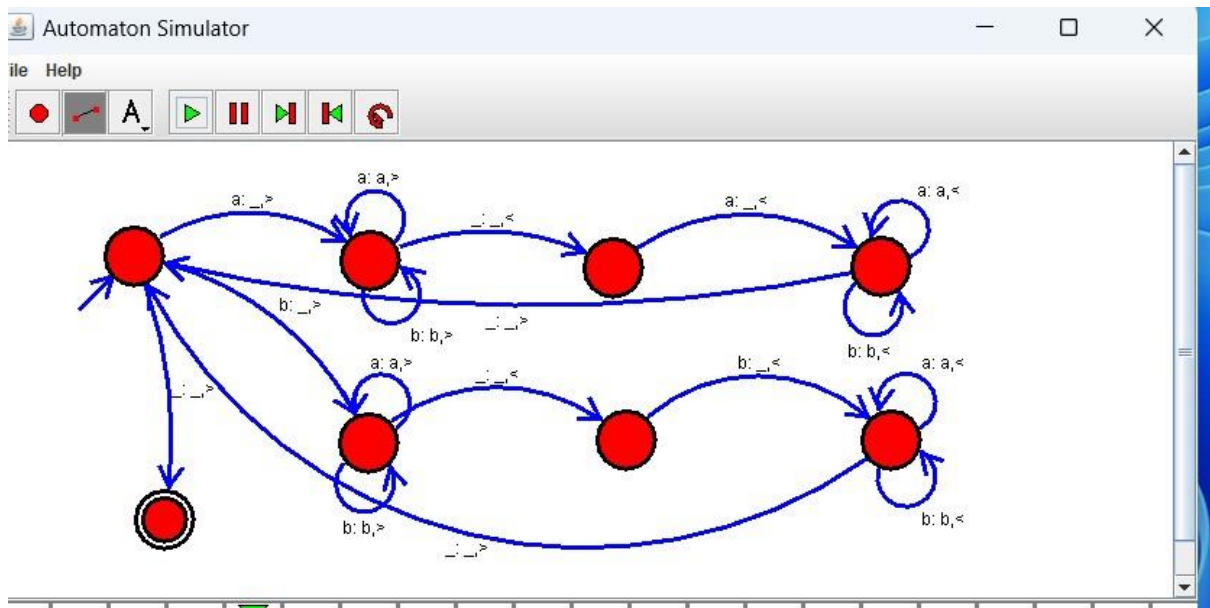 Automaton Simulator
ile Help
A
a: a,>
a: _,>
_: _,<
a: _,<
a: a,<
b: _,>
b: b,>
_: _,>
b: b,<
a: a,>
_: _,<
b: _,<
a: a,<
_: _,>
b: b,>
_: _,>
b: b,<